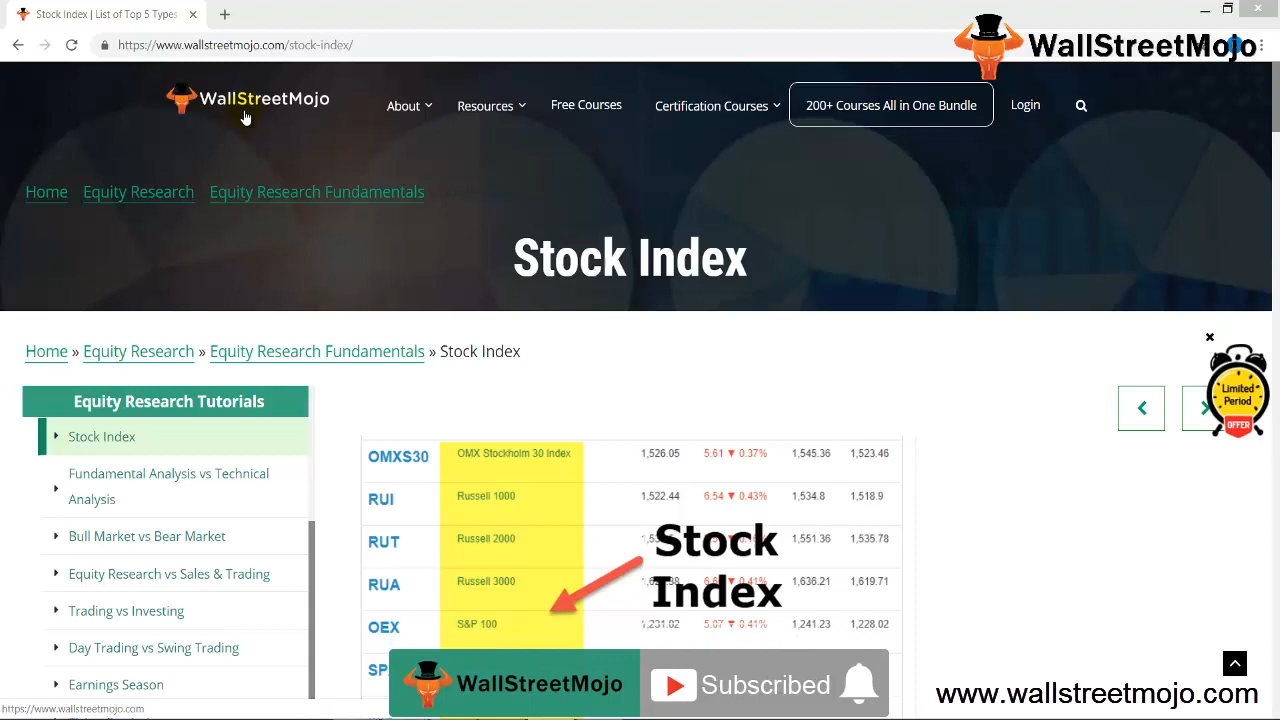 Stock Index | List of Top 5 Types
https://www.wallstreetmojo.co
ck-index/
WallStreetMojo
WallStreetMojo
About
Resources
Free Courses
Certification Courses
200+ Courses All in One Bundle
Login
Home Equity Research Equity Research Fundamentals
Stock Index
Home » Equity Research » Equity Research Fundamentals » Stock Index
Limited
Period
OFFER
Equity Research Tutorials
Stock Index
Fundamental Analysis vs Technical
Analysis
Bull Market vs Bear Market
Equity Research vs Sales & Trading
Trading vs Investing
Day Trading vs Swing Trading
Earnings Season
OMXS30 OMX Stockholm 30 Index 1,526.05 5.61 ▼ 0.37% 1,545.36 1,523.46
RUI Russell 1000 1,522.44 6.54 ▼ 0.43% 1,534.8 1,518.9
RUT Russell 2000 1,551.36 1,535.78
RUA Russell 3000 0.41% 1,636.21 1,619.71
OEX S&P 100 1,231.02 5.07 ▼ 0.41% 1,241.23 1,228.02
Stock
Index
WallStreetMojo
Subscribed
www.wallstreetmojo.com
https://www.wallstreetmojo.com